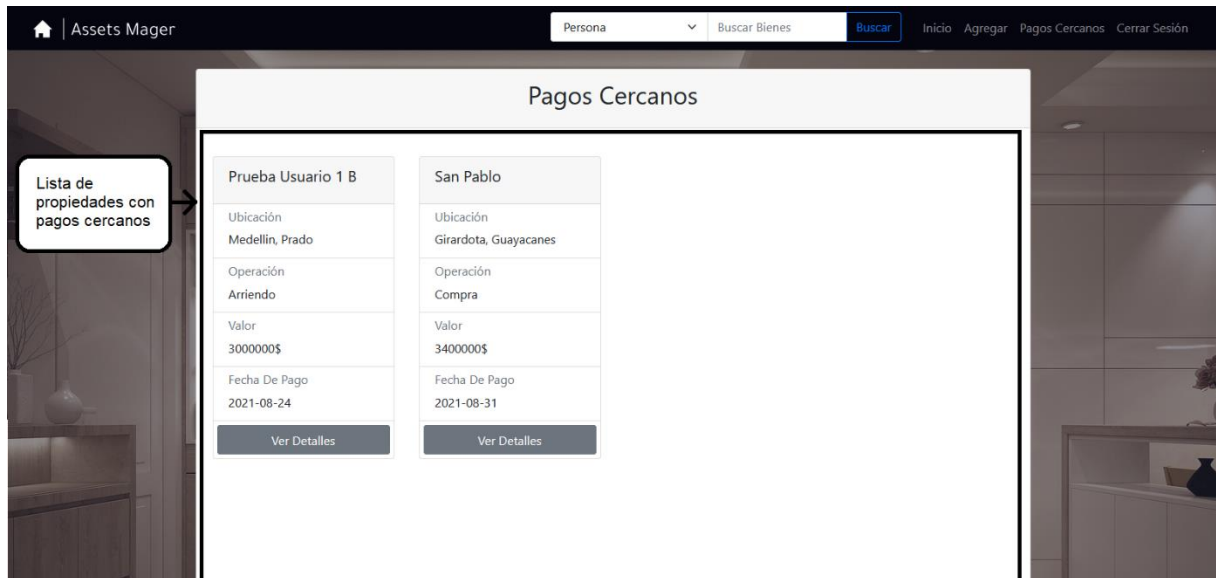 Assets Mager
Persona
Buscar Bienes
Buscar
Inicio Agregar Pagos Cercanos Cerrar Sesión
Pagos Cercanos
Lista de
propiedades con
pagos cercanos
Prueba Usuario 1 B
Ubicación
Medellin, Prado
Operación
Arriendo
Valor
3000000$
Fecha De Pago
2021-08-24
Ver Detalles
San Pablo
Ubicación
Girardota, Guayacanes
Operación
Compra
Valor
3400000$
Fecha De Pago
2021-08-31
Ver Detalles